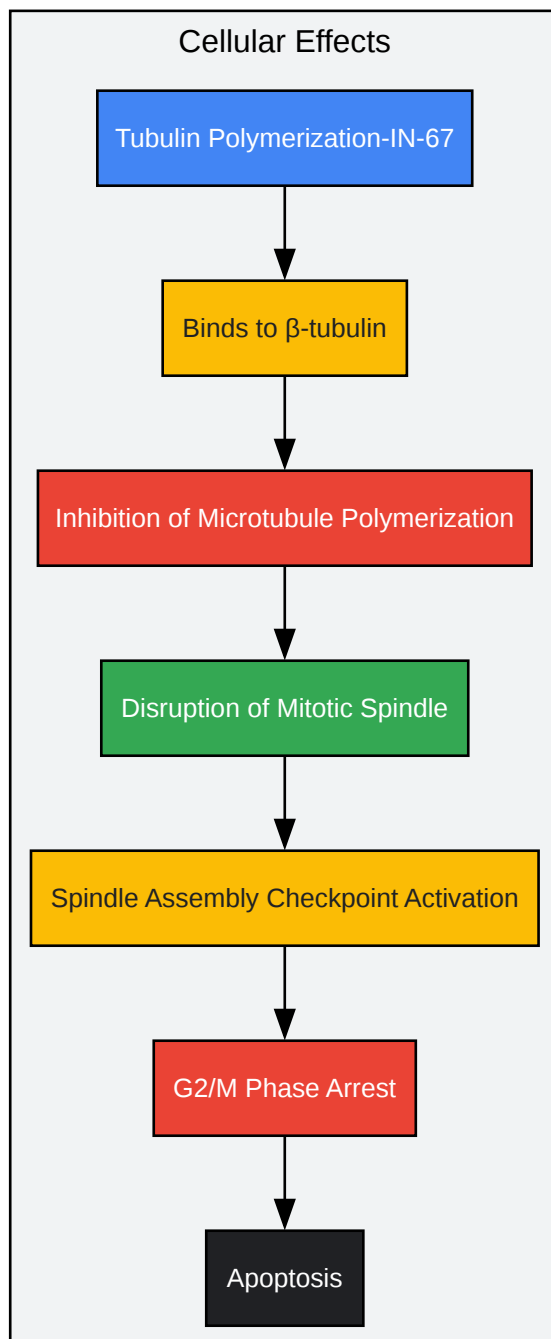 Cellular Effects
Tubulin Polymerization-IN-67
Binds to β-tubulin
Inhibition of Microtubule Polymerization
Disruption of Mitotic Spindle
Spindle Assembly Checkpoint Activation
G2/M Phase Arrest
Apoptosis